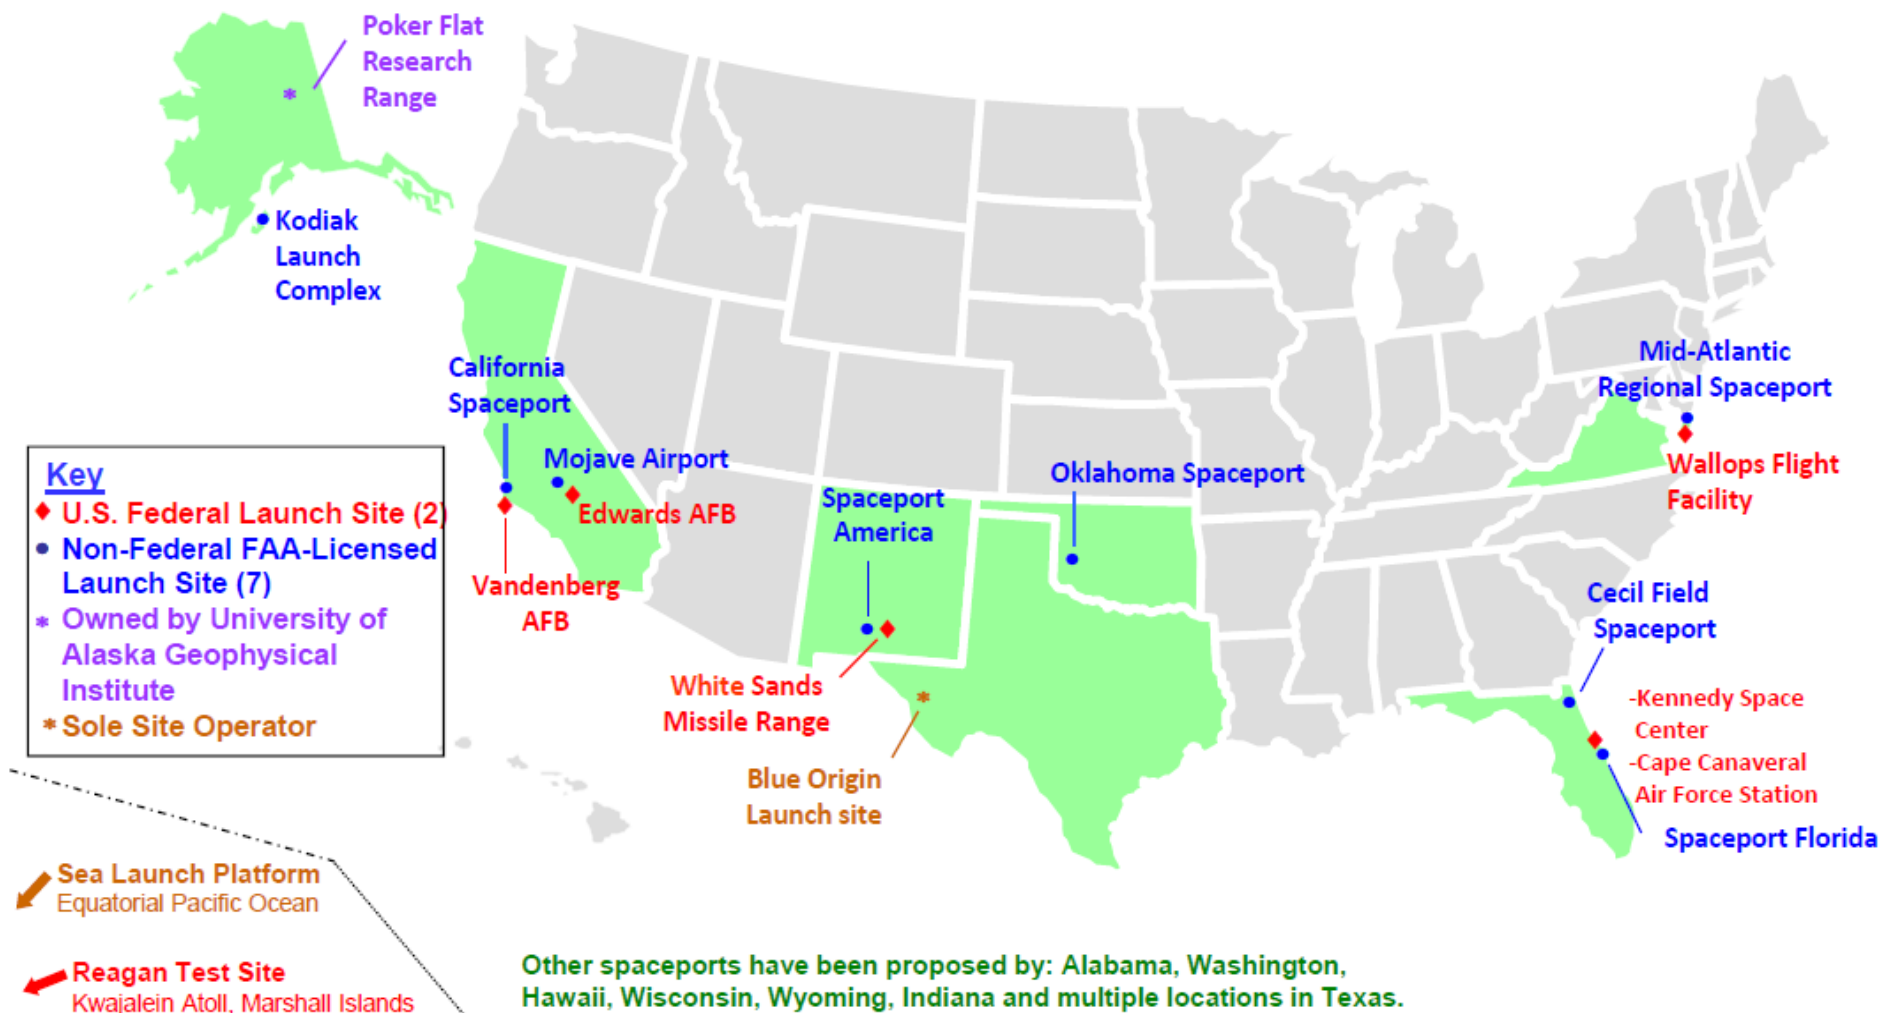 Poker Flat
Research
Range
Kodiak
Launch
Complex
California
Spaceport
Mojave Airport
Edwards AFB
Vandenberg
AFB
Spaceport
America
White Sands
Missile Range
Blue Origin
Launch site
Oklahoma Spaceport
Mid-Atlantic
Regional Spaceport
Wallops Flight
Facility
Cecil Field
Spaceport
-Kennedy Space
Center
-Cape Canaveral
Air Force Station
Spaceport Florida
Key
U.S. Federal Launch Site (2)
Non-Federal FAA-Licensed
Launch Site (7)
* Owned by University of
Alaska Geophysical
Institute
* Sole Site Operator
Sea Launch Platform
Equatorial Pacific Ocean
Reagan Test Site
Kwajalein Atoll, Marshall Islands
Other spaceports have been proposed by: Alabama, Washington,
Hawaii, Wisconsin, Wyoming, Indiana and multiple locations in Texas.